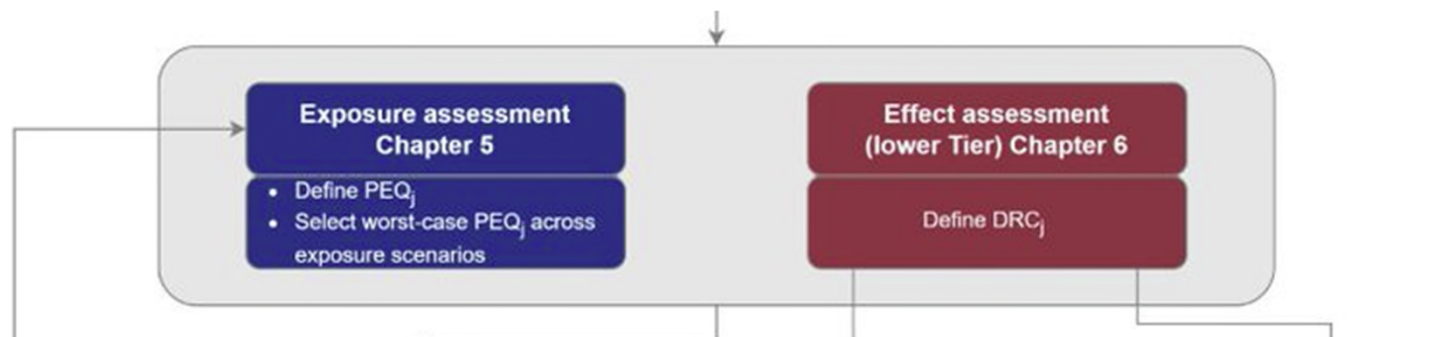 Exposure assessment
Chapter 5
• Define PEQj
• Select worst-case PEQj across
exposure scenarios
Effect assessment
(lower Tier) Chapter 6
Define DRCj